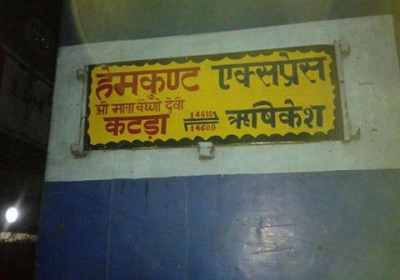 हेमकुण्ट एक्सप्रेस
श्री माता वैष्णो देवी
कटड़ा 14610 ऋषिकेश
14609